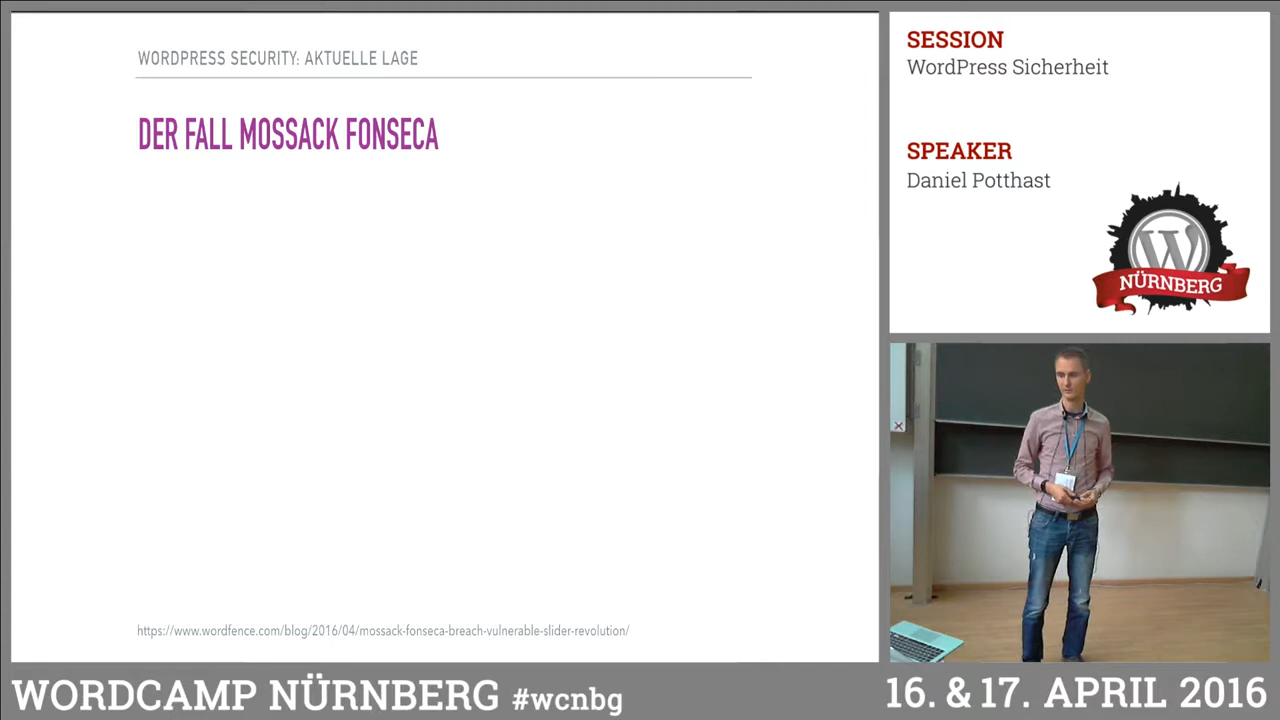 WORDPRESS SECURITY: AKTUELLE LAGE
DER FALL MOSSACK FONSECA
https://www.wordfence.com/blog/2016/04/mossack-fonseca-breach-vulnerable-slider-revolution/
SESSION
WordPress Sicherheit
SPEAKER
Daniel Potthast
W
NÜRNBERG
WORDCAMP NÜRNBERG #wcnbg
16. & 17. APRIL 2016